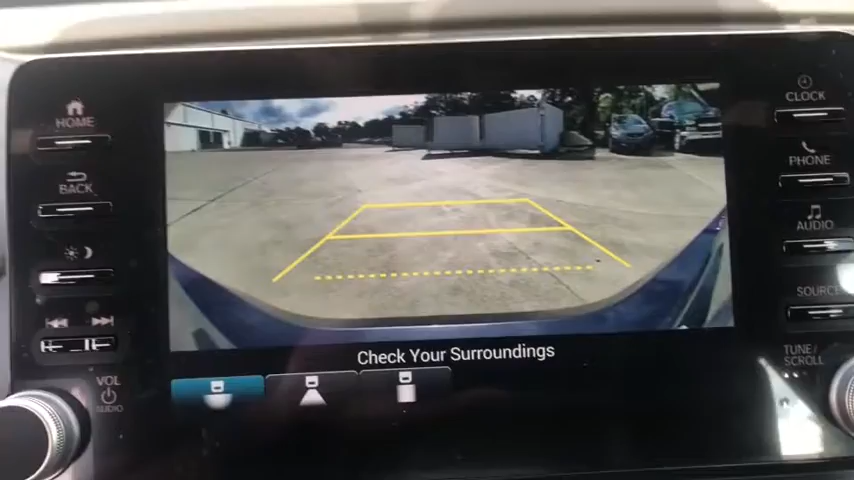 HOME
BACK
VOL
AUDIO
Check Your Surroundings
CLOCK
PHONE
AUDIO
SOURCE
TUNE/
SCROLL